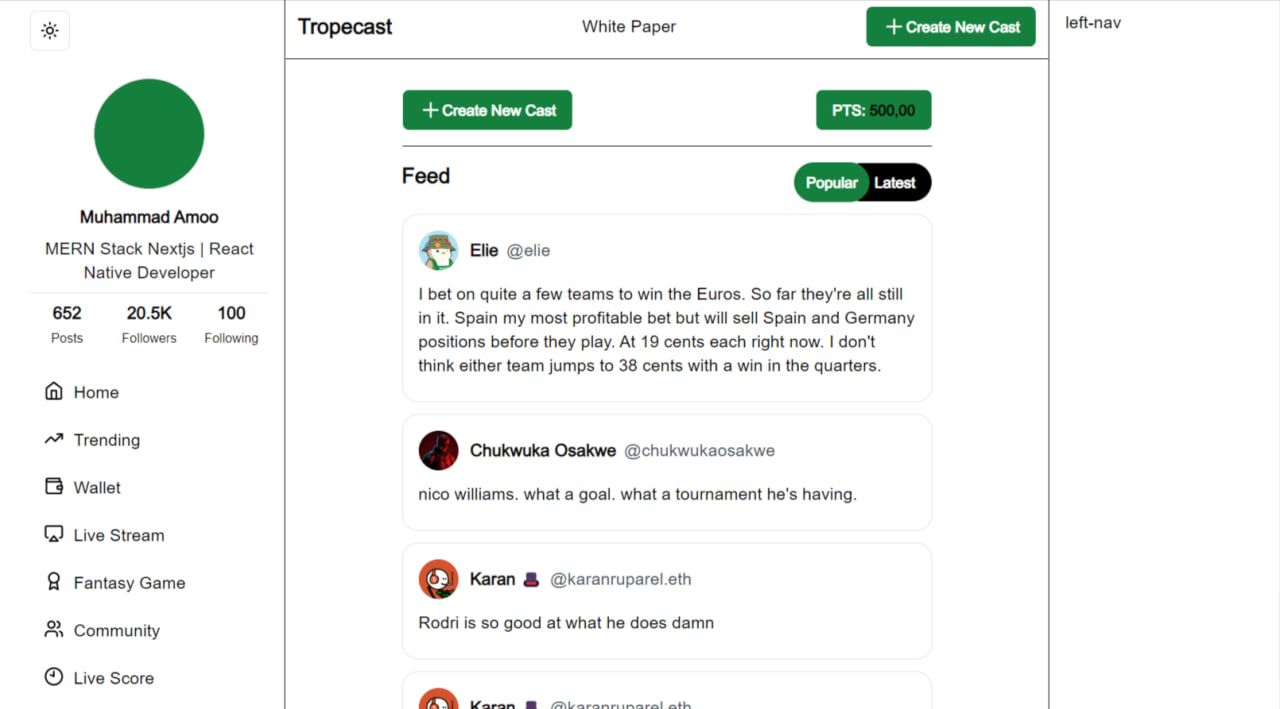 Tropecast
White Paper
Create New Cast
left-nav
Muhammad Amoo
MERN Stack Nextjs | React
Native Developer
652 20.5K 100
Posts Followers Following
Home
Trending
Wallet
Live Stream
Fantasy Game
Community
Live Score
Create New Cast
PTS: 500,00
Feed
Popular Latest
Elie @elie
I bet on quite a few teams to win the Euros. So far they're all still
in it. Spain my most profitable bet but will sell Spain and Germany
positions before they play. At 19 cents each right now. I don't
think either team jumps to 38 cents with a win in the quarters.
Chukwuka Osakwe @chukwukaosakwe
nico williams. what a goal. what a tournament he's having.
Karan 🎩 @karanruparel.eth
Rodri is so good at what he does damn
Karan 🎩 @karanruparel.eth